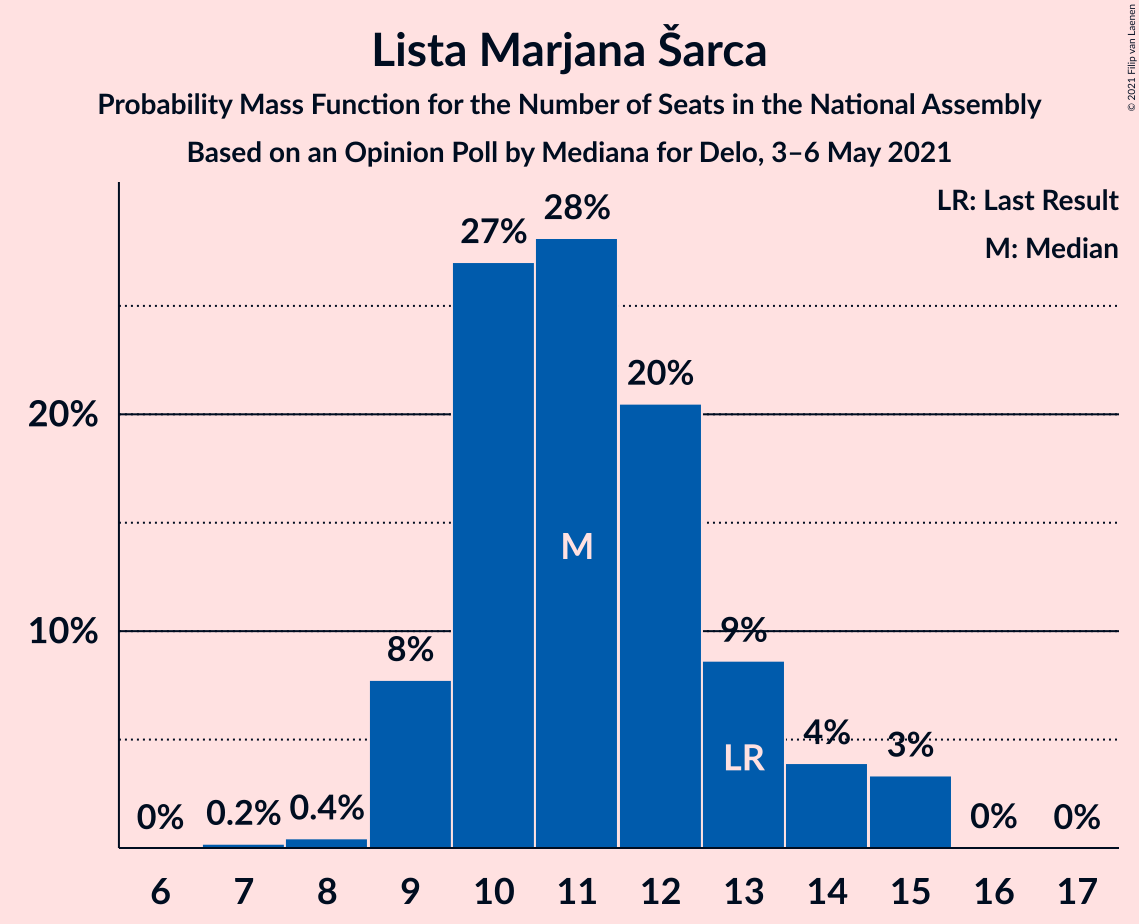 Lista Marjana Šarca
Probability Mass Function for the Number of Seats in the National Assembly
Based on an Opinion Poll by Mediana for Delo, 3–6 May 2021
© 2021 Filip van Laenen
LR: Last Result
M: Median
20%
10%
0%
0.2%
0.4%
8%
27%
28%
20%
9%
4%
3%
0%
0%
M
LR
6 7 8 9 10 11 12 13 14 15 16 17